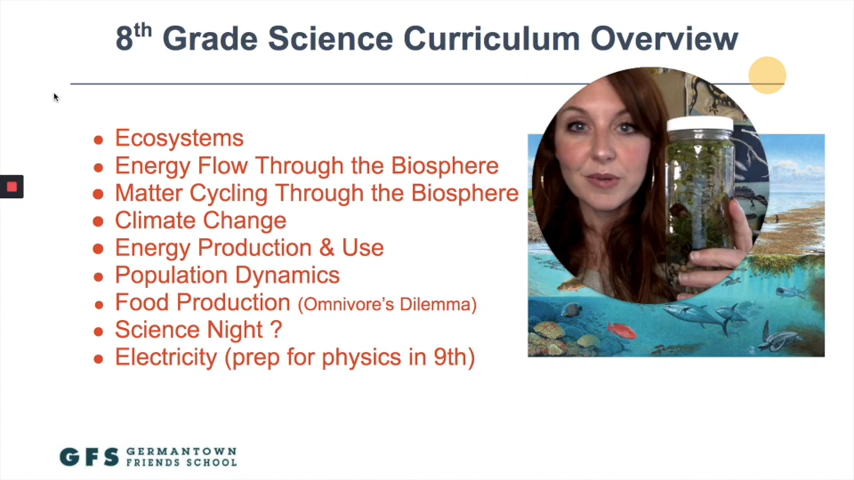 8th Grade Science Curriculum Overview
• Ecosystems
• Energy Flow Through the Biosphere
• Matter Cycling Through the Biosphere
• Climate Change
• Energy Production & Use
• Population Dynamics
• Food Production (Omnivore's Dilemma)
• Science Night ?
• Electricity (prep for physics in 9th)
GFS GERMANTOWN
FRIENDS SCHOOL